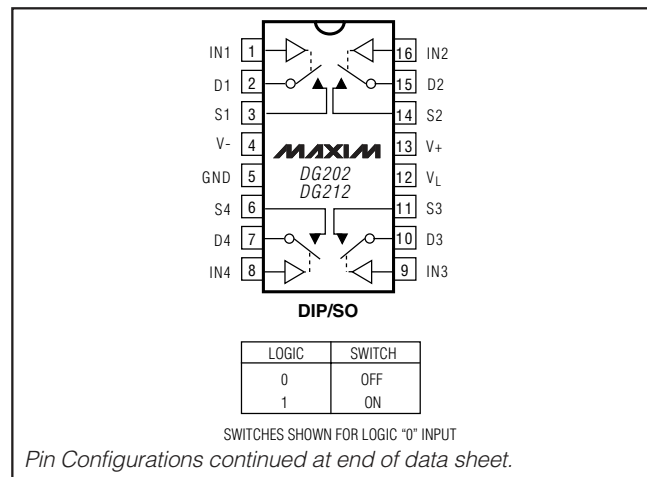 IN1 1 16 IN2
D1 2 15 D2
S1 3 14 S2
V- 4 MAXIM 13 V+
GND 5 DG202 12 VL
DG212
S4 6 11 S3
D4 7 10 D3
IN4 8 9 IN3
DIP/SO
LOGIC SWITCH
0 OFF
1 ON
SWITCHES SHOWN FOR LOGIC “0” INPUT
Pin Configurations continued at end of data sheet.